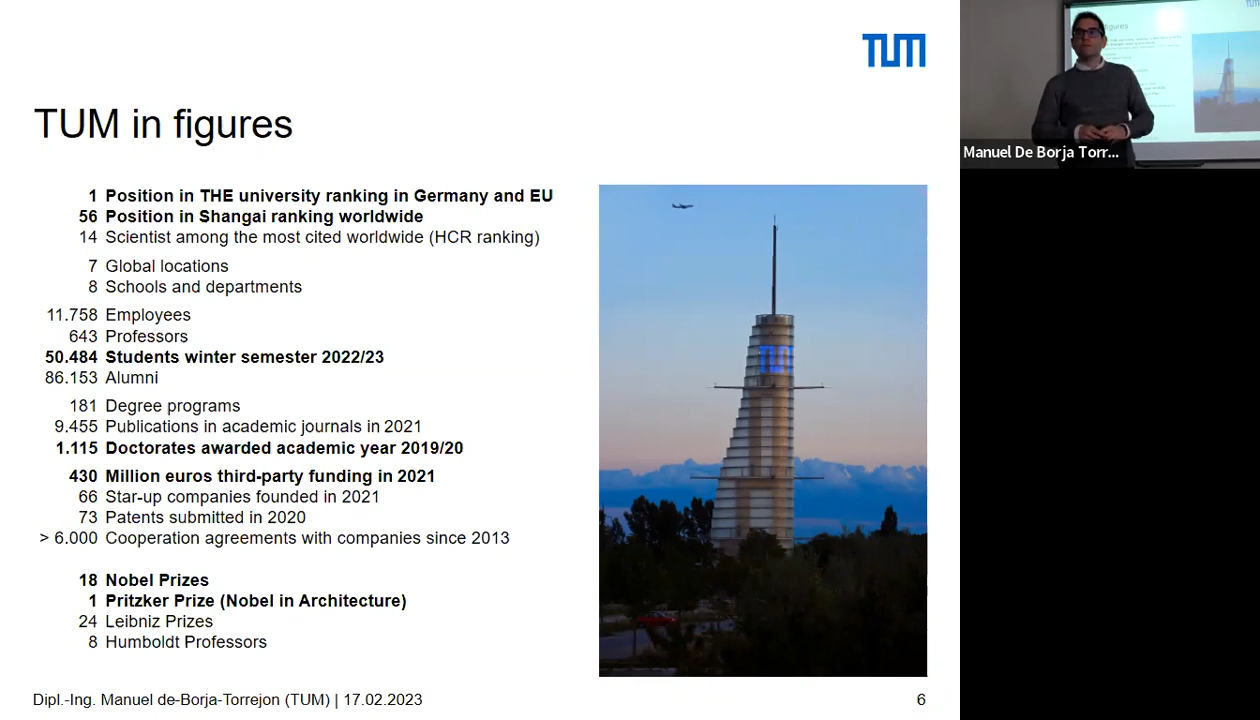 TUM
TUM in figures
1 Position in THE university ranking in Germany and EU
56 Position in Shangai ranking worldwide
14 Scientist among the most cited worldwide (HCR ranking)
7 Global locations
8 Schools and departments
11.758 Employees
643 Professors
50.484 Students winter semester 2022/23
86.153 Alumni
181 Degree programs
9.455 Publications in academic journals in 2021
1.115 Doctorates awarded academic year 2019/20
430 Million euros third-party funding in 2021
66 Star-up companies founded in 2021
73 Patents submitted in 2020
> 6.000 Cooperation agreements with companies since 2013
18 Nobel Prizes
1 Pritzker Prize (Nobel in Architecture)
24 Leibniz Prizes
8 Humboldt Professors
TUM
Dipl.-Ing. Manuel de-Borja-Torrejon (TUM) | 17.02.2023
6
figures
Manuel De Borja Torr...